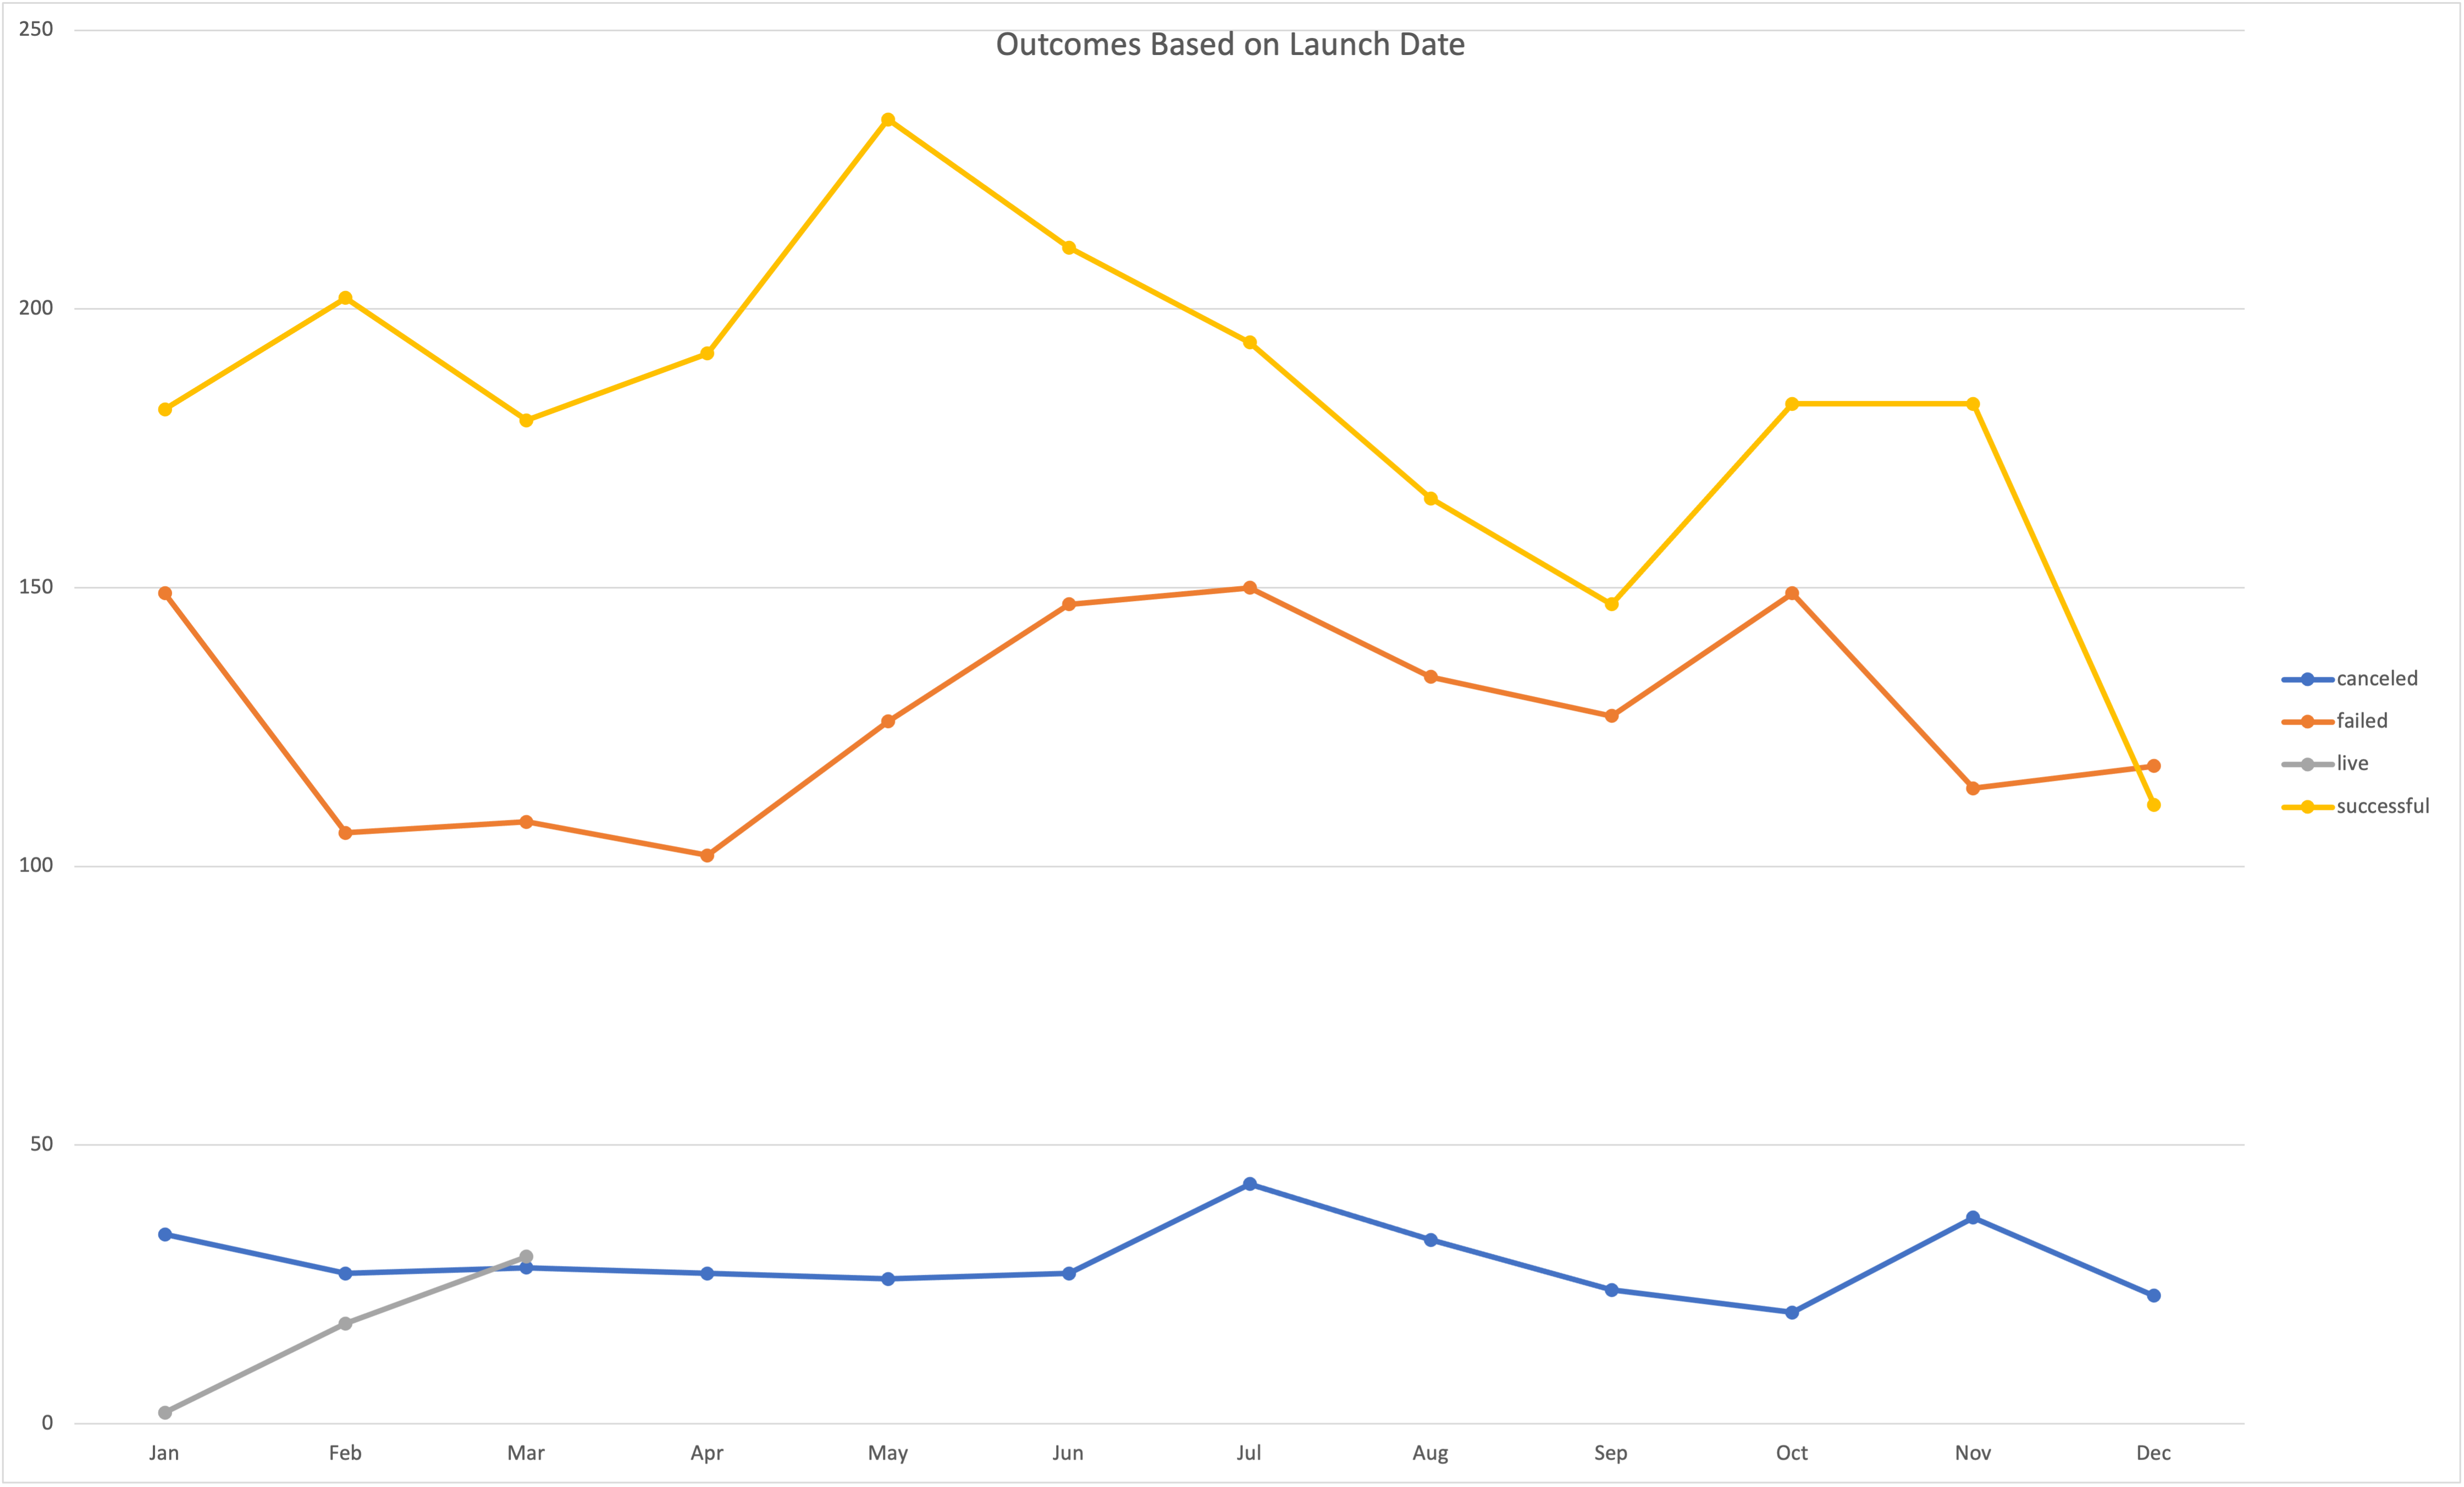 Outcomes Based on Launch Date
250
200
150
100
50
0
Jan Feb Mar Apr May Jun Jul Aug Sep Oct Nov Dec
canceled
failed
live
successful